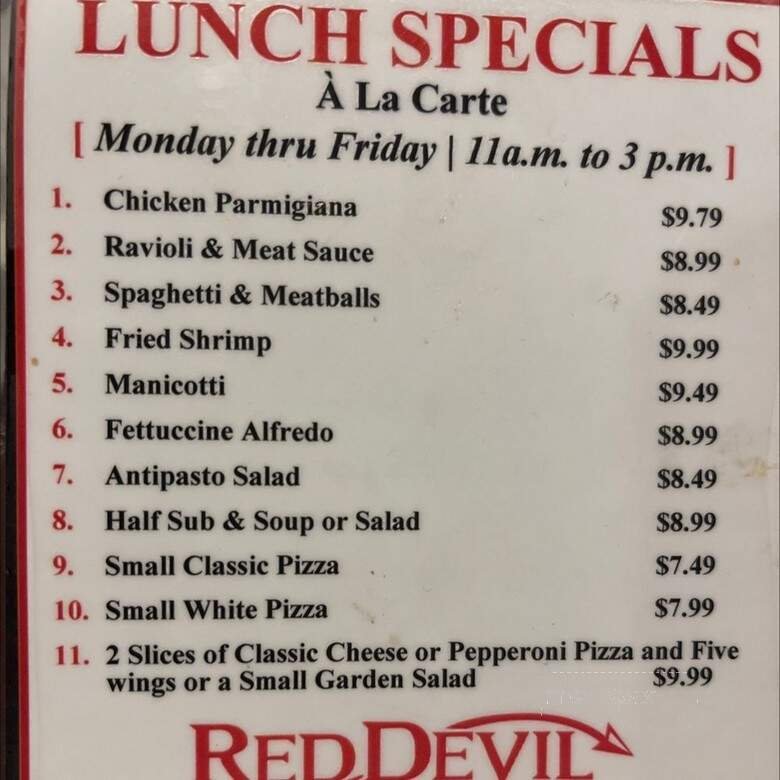 LUNCH SPECIALS
À La Carte
[ Monday thru Friday | 11a.m. to 3 p.m. ]
1. Chicken Parmigiana $9.79
2. Ravioli & Meat Sauce $8.99
3. Spaghetti & Meatballs $8.49
4. Fried Shrimp $9.99
5. Manicotti $9.49
6. Fettuccine Alfredo $8.99
7. Antipasto Salad $8.49
8. Half Sub & Soup or Salad $8.99
9. Small Classic Pizza $7.49
10. Small White Pizza $7.99
11. 2 Slices of Classic Cheese or Pepperoni Pizza and Five
wings or a Small Garden Salad $9.99
RED DEVIL